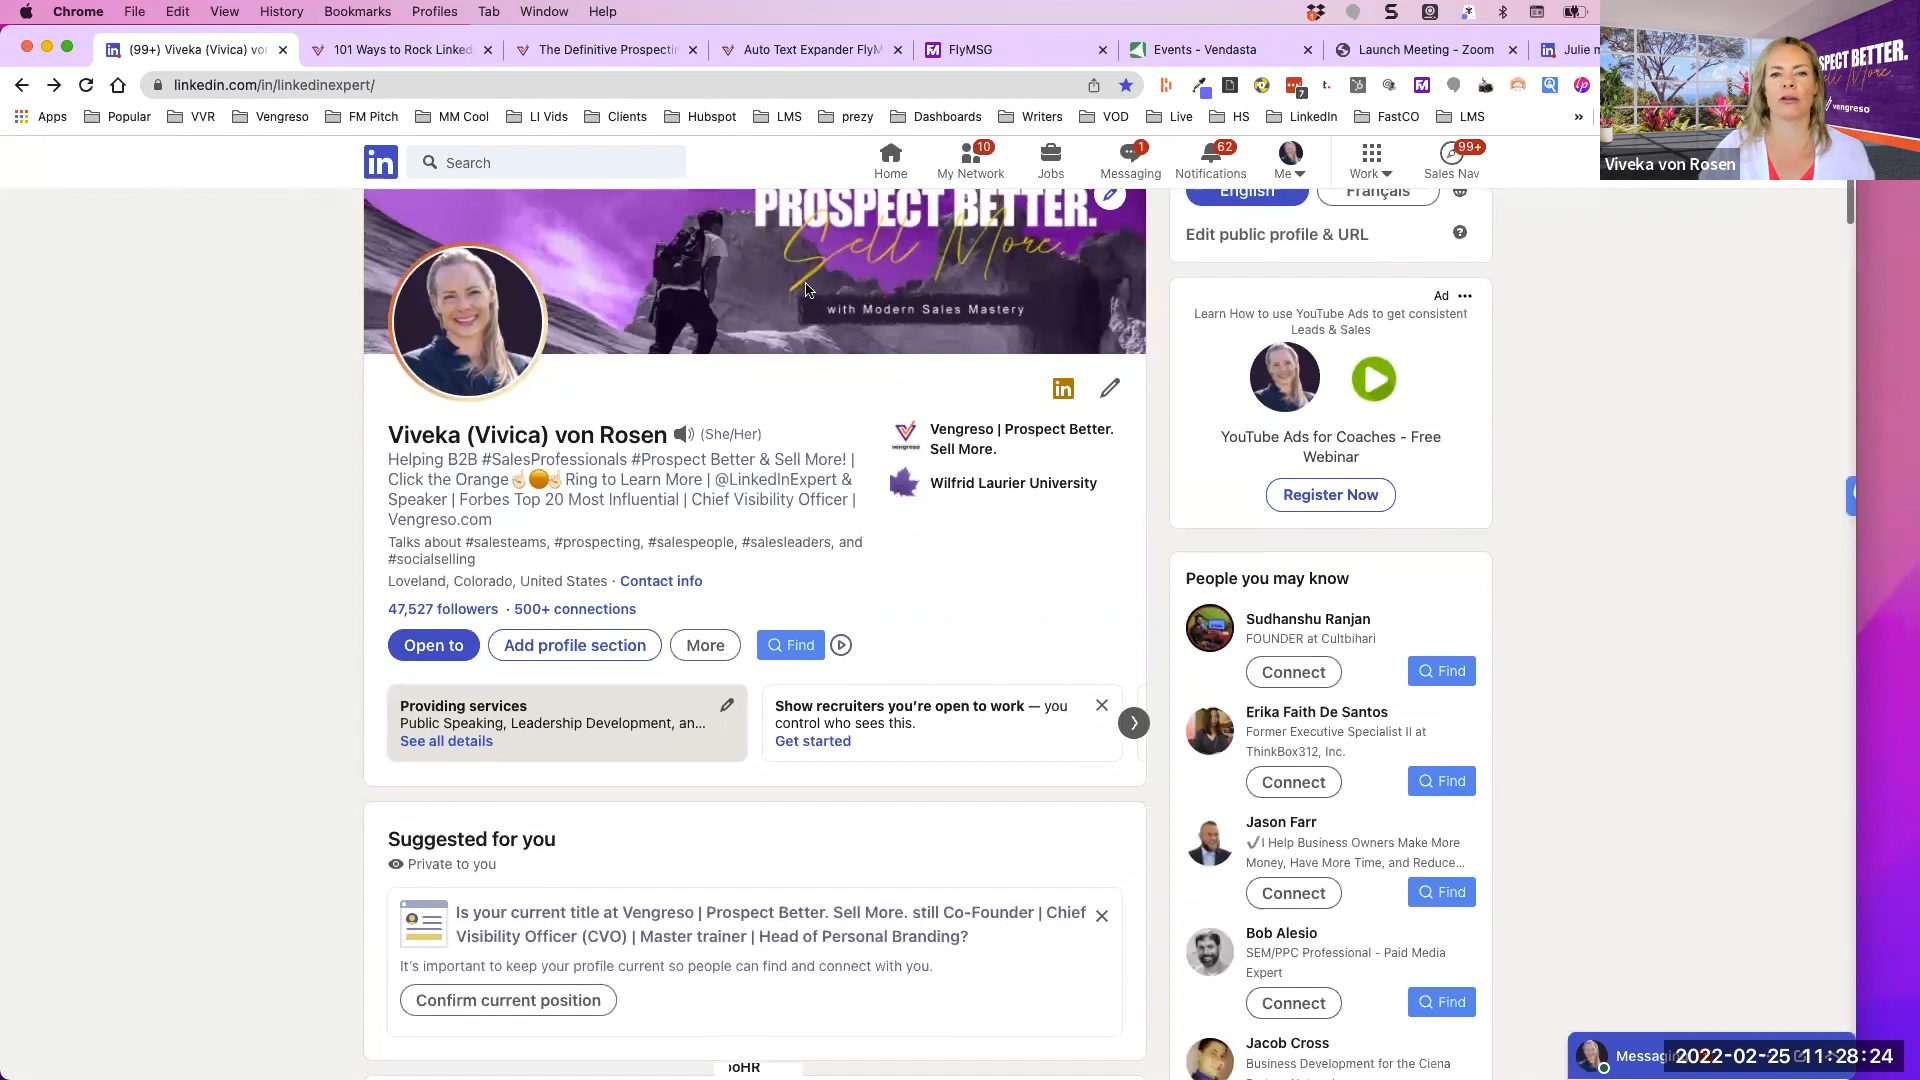 Chrome File Edit View History Bookmarks Profiles Tab Window Help
(99+) Viveka (Vivica) vo
101 Ways to Rock Linked
The Definitive Prospecti
Auto Text Expander FlyM
FlyMSG
Events - Vendasta
Launch Meeting - Zoom
Julie m
linkedin.com/in/linkedinexpert/
Apps Popular VVR Vengreso FM Pitch MM Cool LI Vids Clients Hubspot LMS prezy Dashboards Writers VOD Live HS LinkedIn FastCO LMS »
SPECT BETTER.
Sell More.
vengreso
Viveka von Rosen
in
Search
Home
10
My Network
Jobs
1
Messaging
62
Notifications
Me
Work
99+
Sales Nav
PROSPECT BETTER.
Sell More.
with Modern Sales Mastery
Viveka (Vivica) von Rosen (She/Her)
Helping B2B #SalesProfessionals #Prospect Better & Sell More! |
Click the Orange Ring to Learn More | @LinkedInExpert &
Speaker | Forbes Top 20 Most Influential | Chief Visibility Officer |
Vengreso.com
Talks about #salesteams, #prospecting, #salespeople, #salesleaders, and
#socialselling
Loveland, Colorado, United States · Contact info
47,527 followers · 500+ connections
Open to
Add profile section
More
Find
in
vengreso
Vengreso | Prospect Better.
Sell More.
Wilfrid Laurier University
Providing services
Public Speaking, Leadership Development, an...
See all details
Show recruiters you’re open to work — you
control who sees this.
Get started
Suggested for you
Private to you
Is your current title at Vengreso | Prospect Better. Sell More. still Co-Founder | Chief
Visibility Officer (CVO) | Master trainer | Head of Personal Branding?
It’s important to keep your profile current so people can find and connect with you.
Confirm current position
English
Français
Edit public profile & URL
Ad
Learn How to use YouTube Ads to get consistent
Leads & Sales
YouTube Ads for Coaches - Free
Webinar
Register Now
People you may know
Sudhanshu Ranjan
FOUNDER at Cultbihari
Connect
Find
Erika Faith De Santos
Former Executive Specialist II at
ThinkBox312, Inc.
Connect
Find
Jason Farr
✓I Help Business Owners Make More
Money, Have More Time, and Reduce...
Connect
Find
Bob Alesio
SEM/PPC Professional - Paid Media
Expert
Connect
Find
Jacob Cross
Business Development for the Ciena
Messagi
2022-02-25 11:28:24